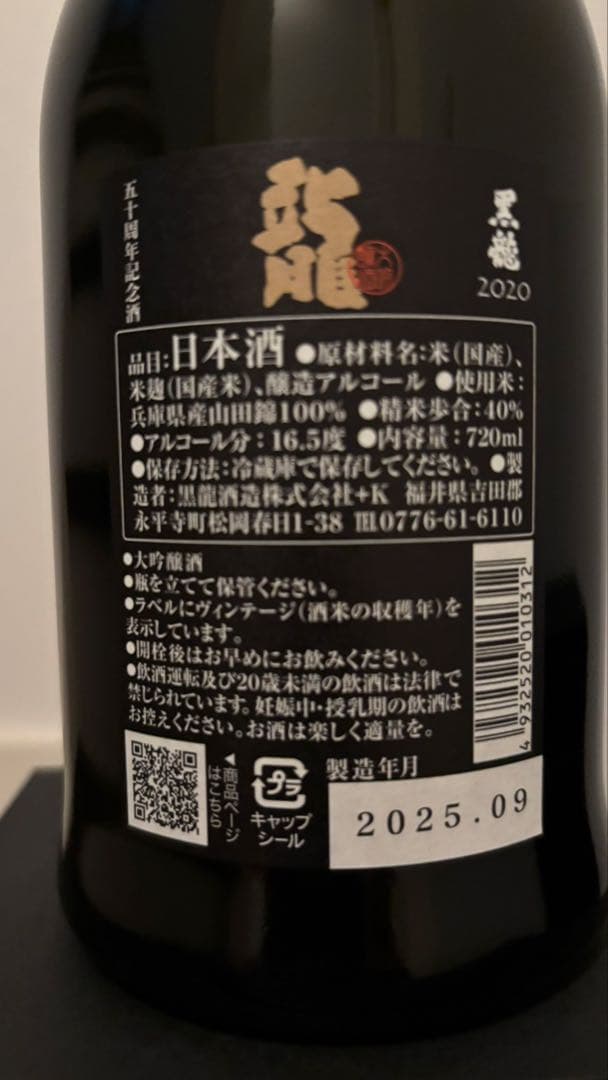 五十周年記念酒
龍
黒龍
2020
品目:日本酒 ●原材料名:米(国産)、
米麹(国産米)、醸造アルコール ●使用米:
兵庫県産山田錦100% ●精米歩合:40%
●アルコール分:16.5度 ●内容量:720ml
●保存方法:冷蔵庫で保存してください。 ●製
造者:黒龍酒造株式会社+K 福井県吉田郡
永平寺町松岡春日1-38 TEL0776-61-6110
●大吟醸酒
●瓶を立てて保管ください。
●ラベルにヴィンテージ(酒米の収穫年)を
表示しています。
●開栓後はお早めにお飲みください。
●飲酒運転及び20歳未満の飲酒は法律で
禁じられています。妊娠中・授乳期の飲酒は
お控えください。お酒は楽しく適量を。
4 932520 010312
◀商品ページ
はこちら
プラ
キャップ
シール
製造年月
2025.09